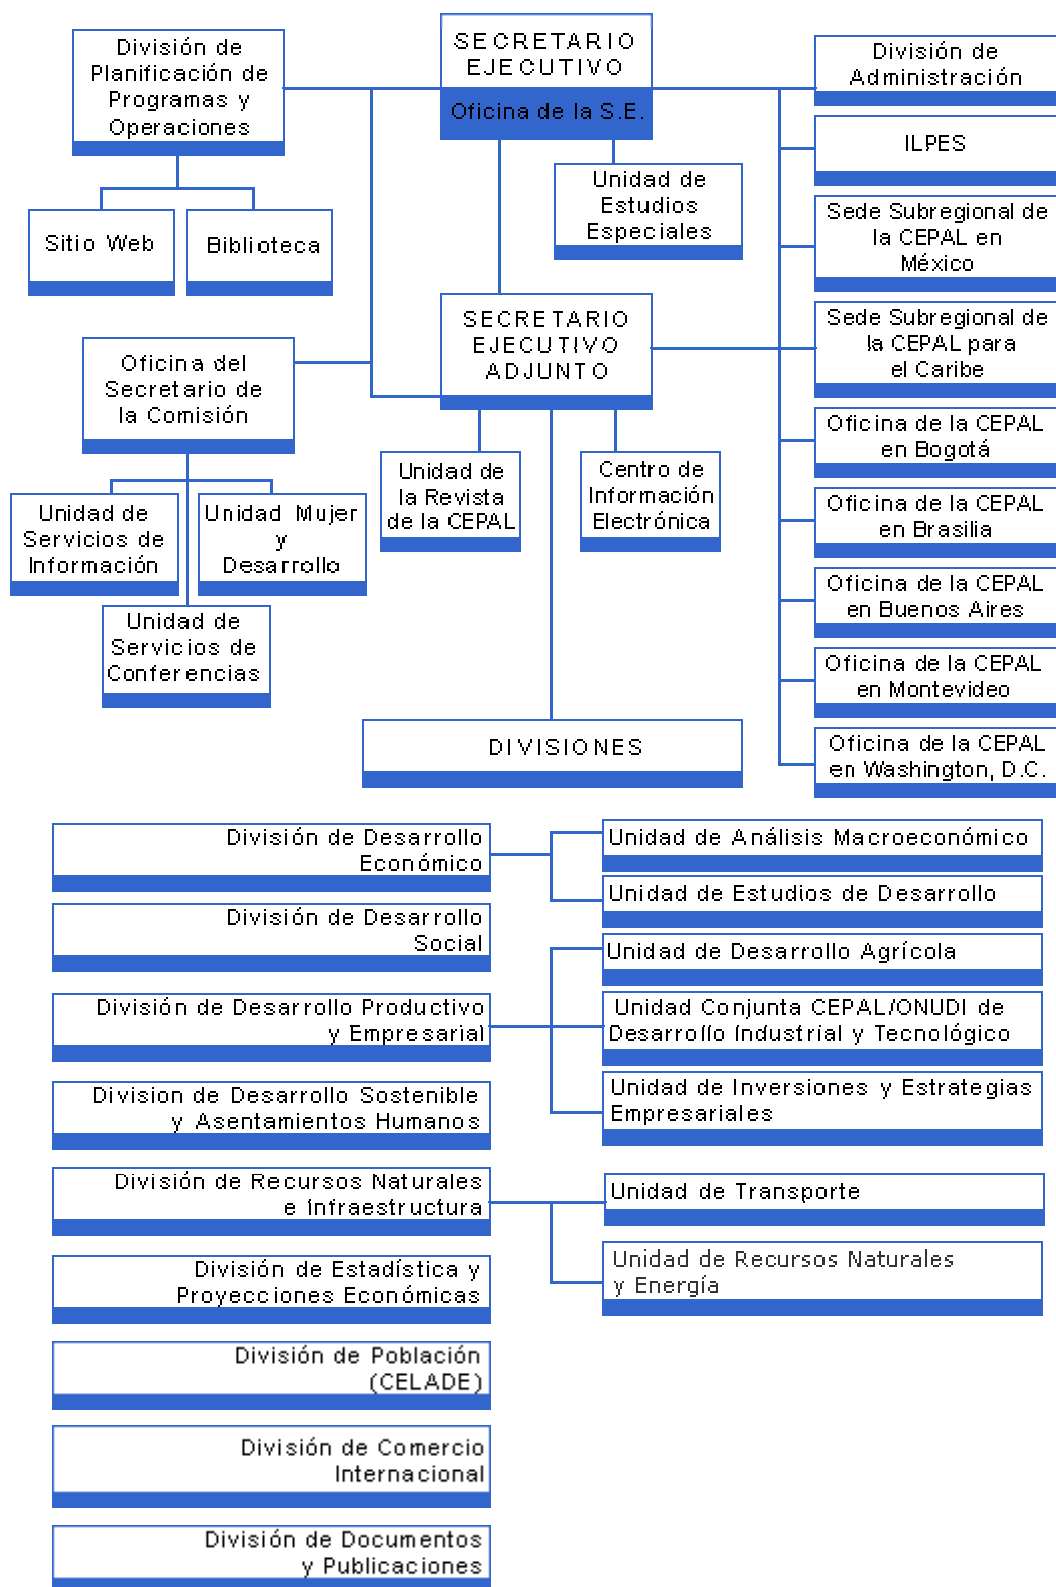 División de
Planificación de
Programas y
Operaciones
SECRETARIO
EJECUTIVO
Oficina de la S.E.
División de
Administración
ILPES
Unidad de
Estudios
Especiales
Sitio Web
Biblioteca
Sede Subregional de
la CEPAL en
México
SECRETARIO
EJECUTIVO
ADJUNTO
Sede Subregional de
la CEPAL para
el Caribe
Oficina del
Secretario de
la Comisión
Oficina de la CEPAL
en Bogotá
Unidad de
la Revista
de la CEPAL
Centro de
Información
Electrónica
Unidad de
Servicios de
Información
Unidad Mujer
y
Desarrollo
Oficina de la CEPAL
en Brasilia
Oficina de la CEPAL
en Buenos Aires
Unidad de
Servicios de
Conferencias
Oficina de la CEPAL
en Montevideo
DIVISIONES
Oficina de la CEPAL
en Washington, D.C.
División de Desarrollo
Económico
Unidad de Análisis Macroeconómico
Unidad de Estudios de Desarrollo
División de Desarrollo
Social
División de Desarrollo Productivo
y Empresarial
Unidad de Desarrollo Agrícola
Unidad Conjunta CEPAL/ONUDI de
Desarrollo Industrial y Tecnológico
Unidad de Inversiones y Estrategias
Empresariales
Division de Desarrollo Sostenible
y Asentamientos Humanos
División de Recursos Naturales
e Infraestructura
Unidad de Transporte
Unidad de Recursos Naturales
y Energía
División de Estadística y
Proyecciones Económicas
División de Población
(CELADE)
División de Comercio
Internacional
División de Documentos
y Publicaciones